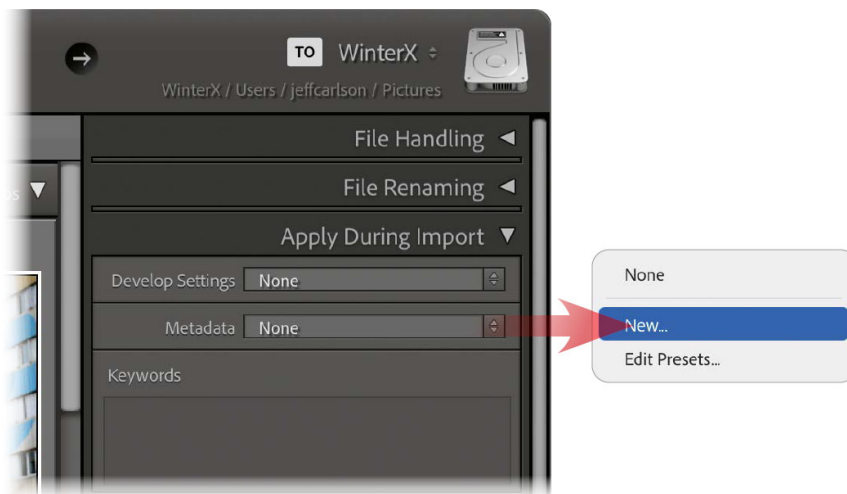 TO WinterX
WinterX / Users / jeffcarlson / Pictures
File Handling
File Renaming
Apply During Import
Develop Settings None
Metadata None
Keywords
None
New...
Edit Presets...